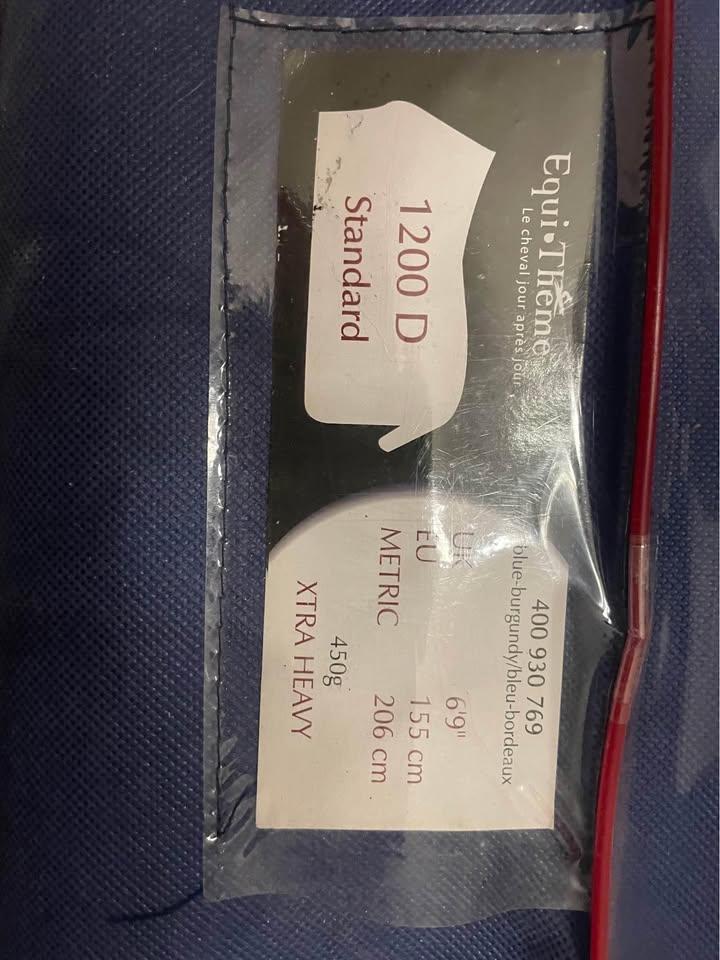 Equi·Thème
Le cheval jour après jour
1200 D
Standard
400 930 769
blue-burgundy/bleu-bordeaux
UK 6'9"
EU 155 cm
METRIC 206 cm
450g
XTRA HEAVY